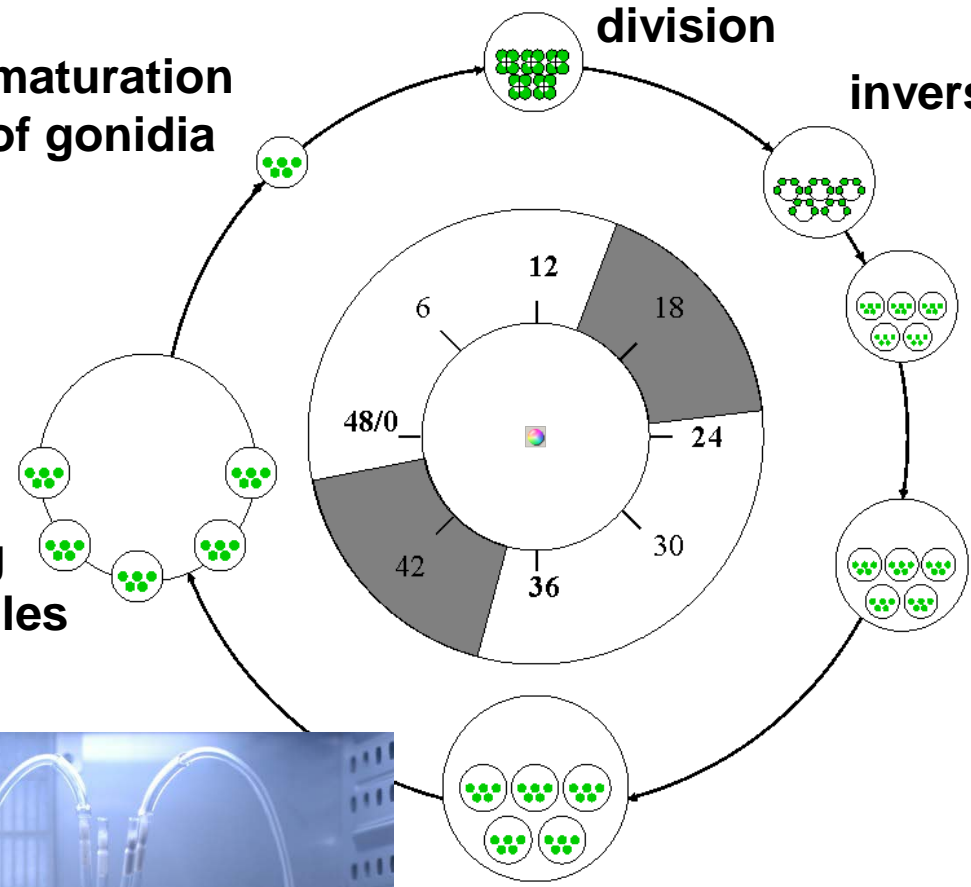 division
maturation
of gonidia
invers
12
6
18
48/0
24
42
30
36
les